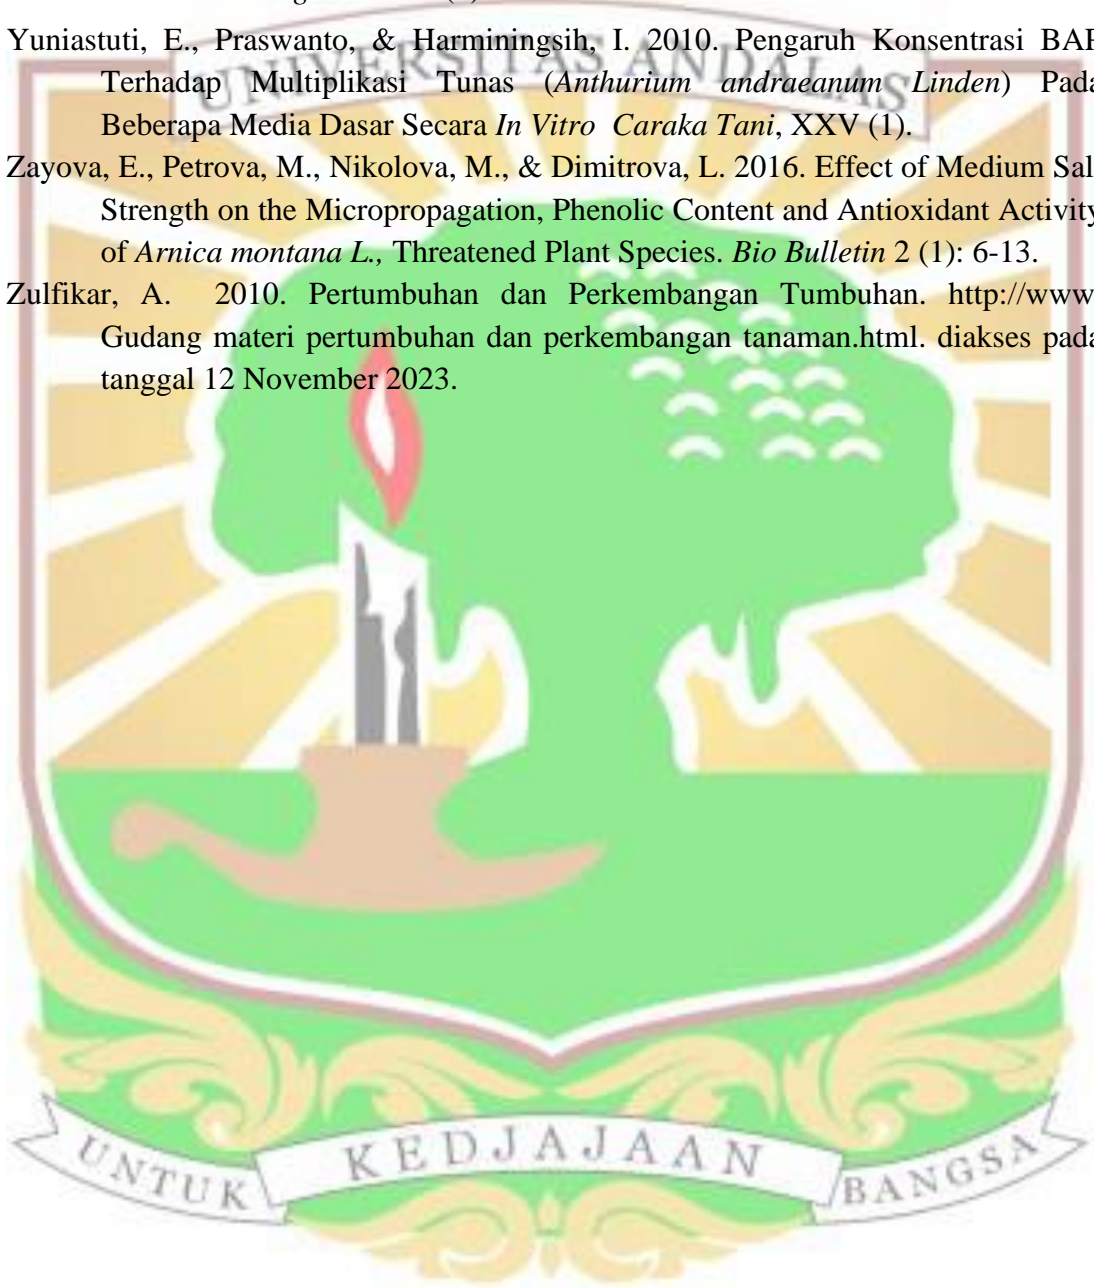 Yuniastuti, E., Praswanto, & Harminingsih, I. 2010. Pengaruh Konsentrasi BAP
UNIVERSITAS ANDALAS
Terhadap Multiplikasi Tunas (Anthurium andraeanum Linden) Pada
Beberapa Media Dasar Secara In Vitro Caraka Tani, XXV (1).
Zayova, E., Petrova, M., Nikolova, M., & Dimitrova, L. 2016. Effect of Medium Salt
Strength on the Micropropagation, Phenolic Content and Antioxidant Activity
of Arnica montana L., Threatened Plant Species. Bio Bulletin 2 (1): 6-13.
Zulfikar, A. 2010. Pertumbuhan dan Perkembangan Tumbuhan. http://www.
Gudang materi pertumbuhan dan perkembangan tanaman.html. diakses pada
tanggal 12 November 2023.
UNTUK KEDJAJAAN BANGSA